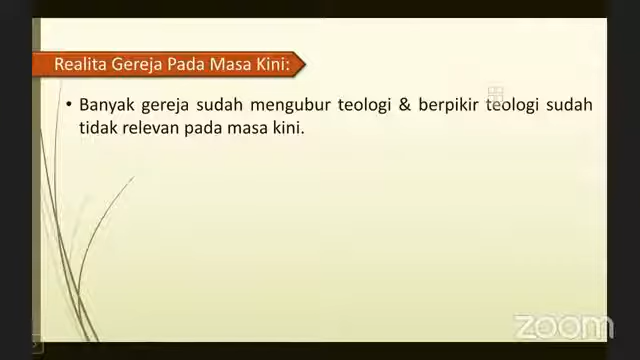 Realita Gereja Pada Masa Kini:
• Banyak gereja sudah mengubur teologi & berpikir teologi sudah
tidak relevan pada masa kini.
zoom